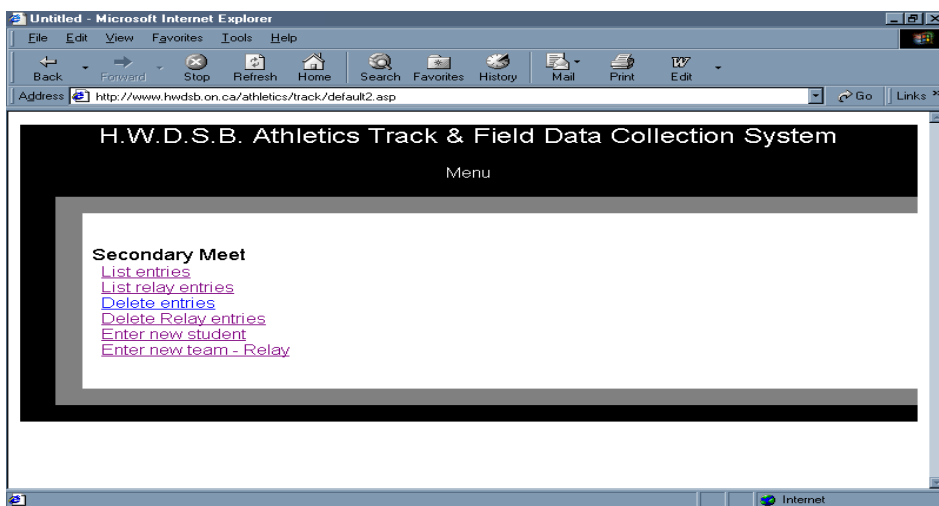 Untitled - Microsoft Internet Explorer
File Edit View Favorites Tools Help
Back Forward Stop Refresh Home Search Favorites History Mail Print Edit
Address http://www.hwdsb.on.ca/athletics/track/default2.asp Go Links »
H.W.D.S.B. Athletics Track & Field Data Collection System
Menu
Secondary Meet
List entries
List relay entries
Delete entries
Delete Relay entries
Enter new student
Enter new team - Relay
Internet